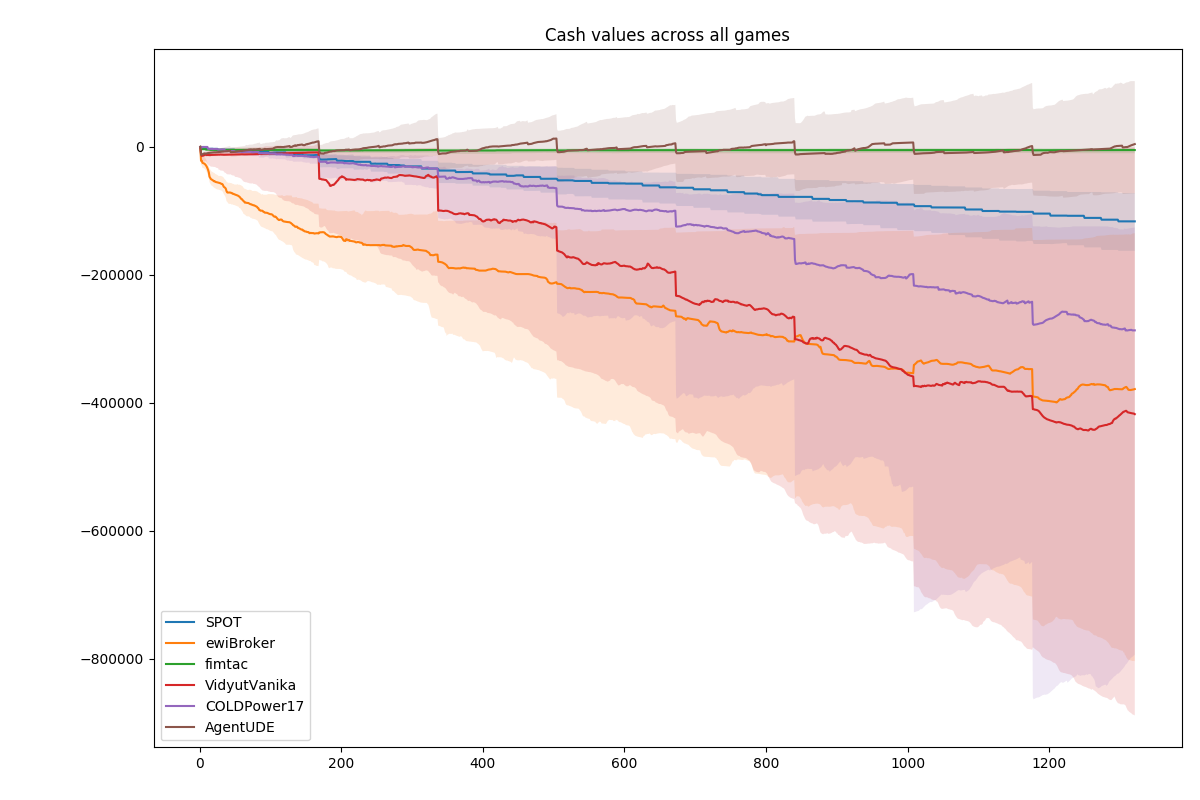 Cash values across all games
0
−200000
−400000
−600000
−800000
SPOT
ewiBroker
fimtac
VidyutVanika
COLDPower17
AgentUDE
0 200 400 600 800 1000 1200